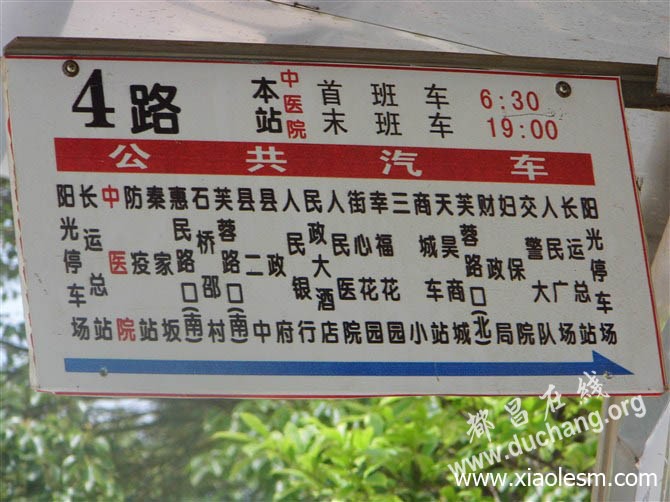 4路
本站
中医院
首班车 6:30
末班车 19:00
公共汽车
阳光停车场
长运总站
中医院
防疫站
秦家坂
惠民路口(南)
石桥邵村
芙蓉路口(南)
县二中
县政府
人民银行
民政大酒店
人民医院
街心花园
幸福花园
三小
商城车站
天昊商城
芙蓉路口(北)
财政局
妇保院
交警大队
人民广场
长运总站
阳光停车场
都昌在线
www.duchang.org
www.xiaolesm.com